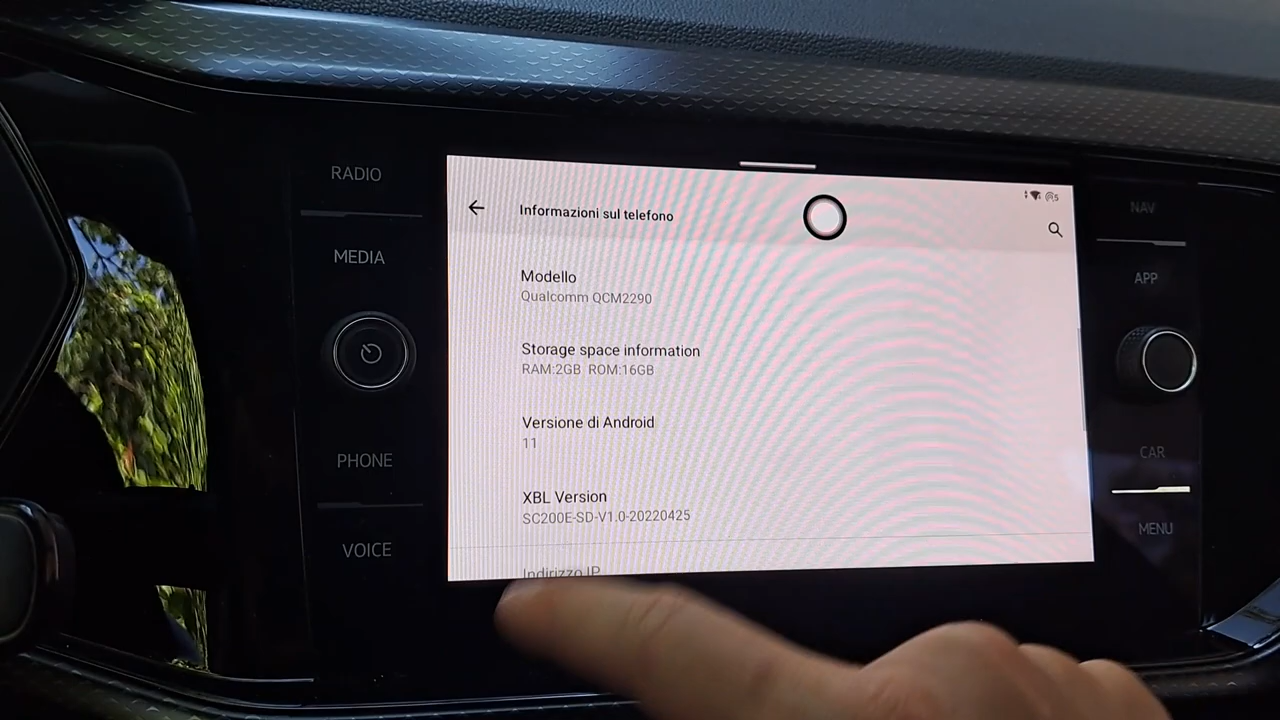 RADIO
MEDIA
PHONE
VOICE
Informazioni sul telefono
Modello
Qualcomm QCM2290
Storage space information
RAM:2GB ROM:16GB
Versione di Android
11
XBL Version
SC200E-SD-V1.0-20220425
Indirizzo IP
NAV
APP
CAR
MENU